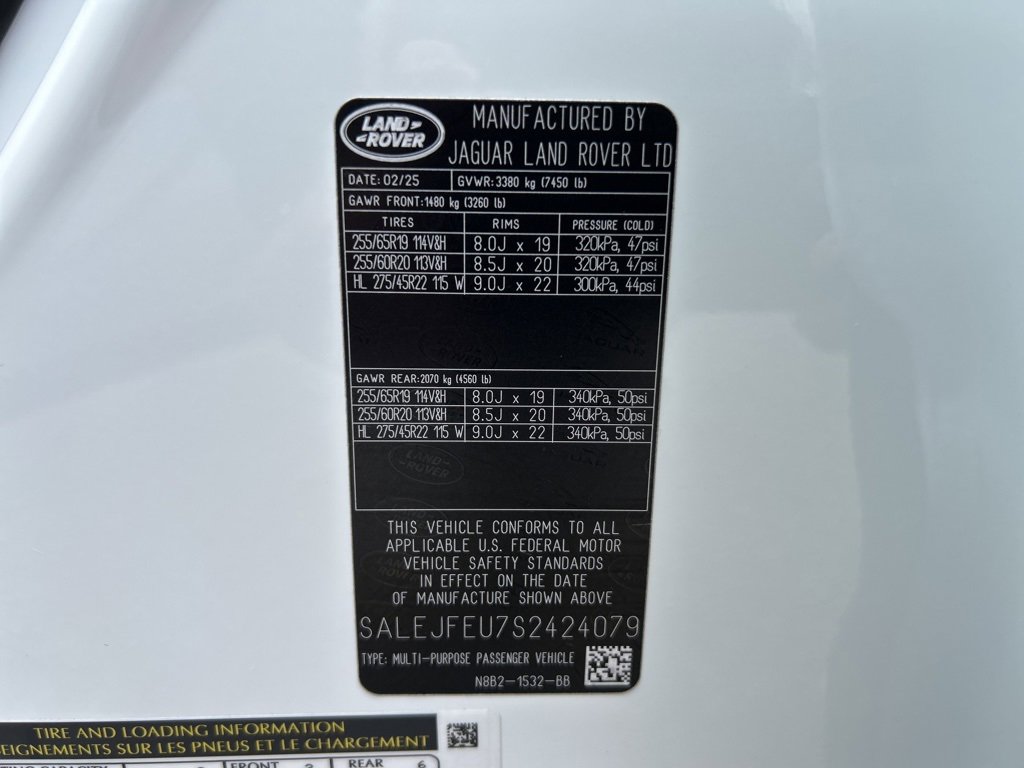 LAND ROVER
MANUFACTURED BY
JAGUAR LAND ROVER LTD
DATE: 02/25 GVWR: 3380 kg (7450 lb)
GAWR FRONT: 1480 kg (3260 lb)
TIRES RIMS PRESSURE (COLD)
255/65R19 114V&H 8.0J x 19 320kPa, 47psi
255/60R20 113V&H 8.5J x 20 320kPa, 47psi
HL 275/45R22 115 W 9.0J x 22 300kPa, 44psi
GAWR REAR: 2070 kg (4560 lb)
255/65R19 114V&H 8.0J x 19 340kPa, 50psi
255/60R20 113V&H 8.5J x 20 340kPa, 50psi
HL 275/45R22 115 W 9.0J x 22 340kPa, 50psi
THIS VEHICLE CONFORMS TO ALL
APPLICABLE U.S. FEDERAL MOTOR
VEHICLE SAFETY STANDARDS
IN EFFECT ON THE DATE
OF MANUFACTURE SHOWN ABOVE
SALEJFEU7S2424079
TYPE: MULTI-PURPOSE PASSENGER VEHICLE
N8B2-1532-BB
TIRE AND LOADING INFORMATION
SEIGNEMENTS SUR LES PNEUS ET LE CHARGEMENT
FRONT REAR 6